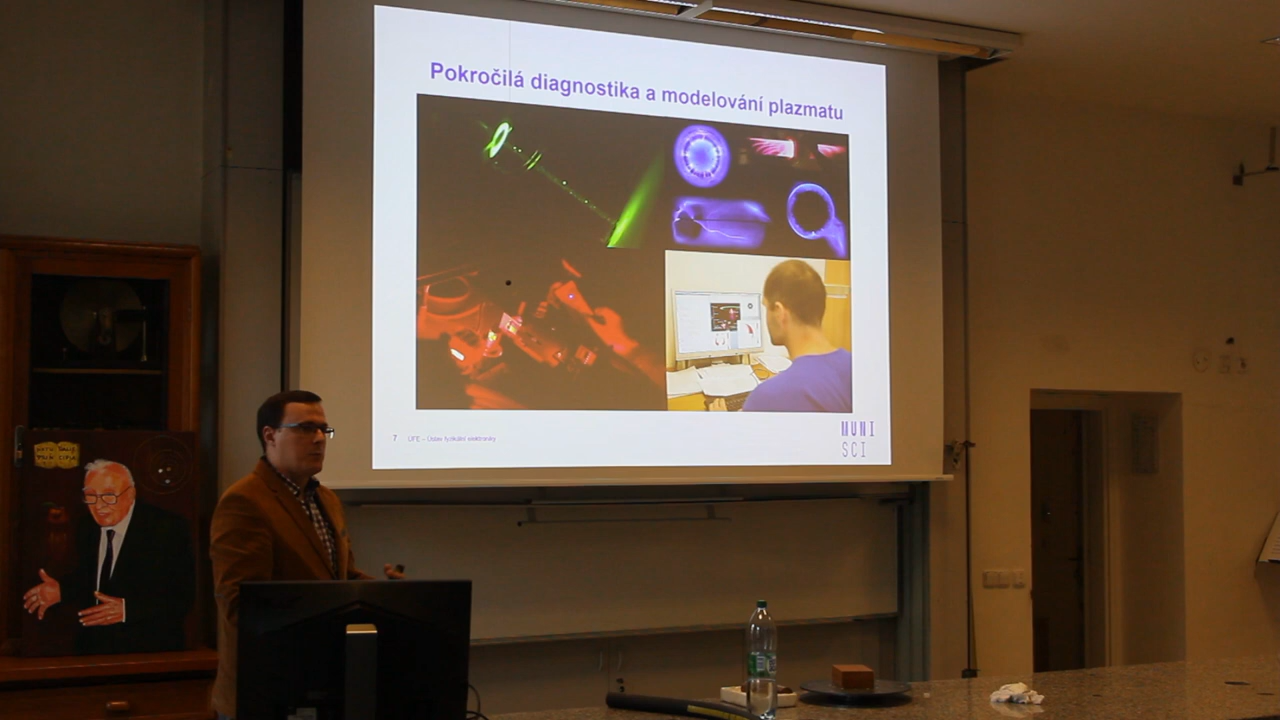 Pokročilá diagnostika a modelování plazmatu
7 ÚFE – Ústav fyzikální elektroniky
MUNI
SCI